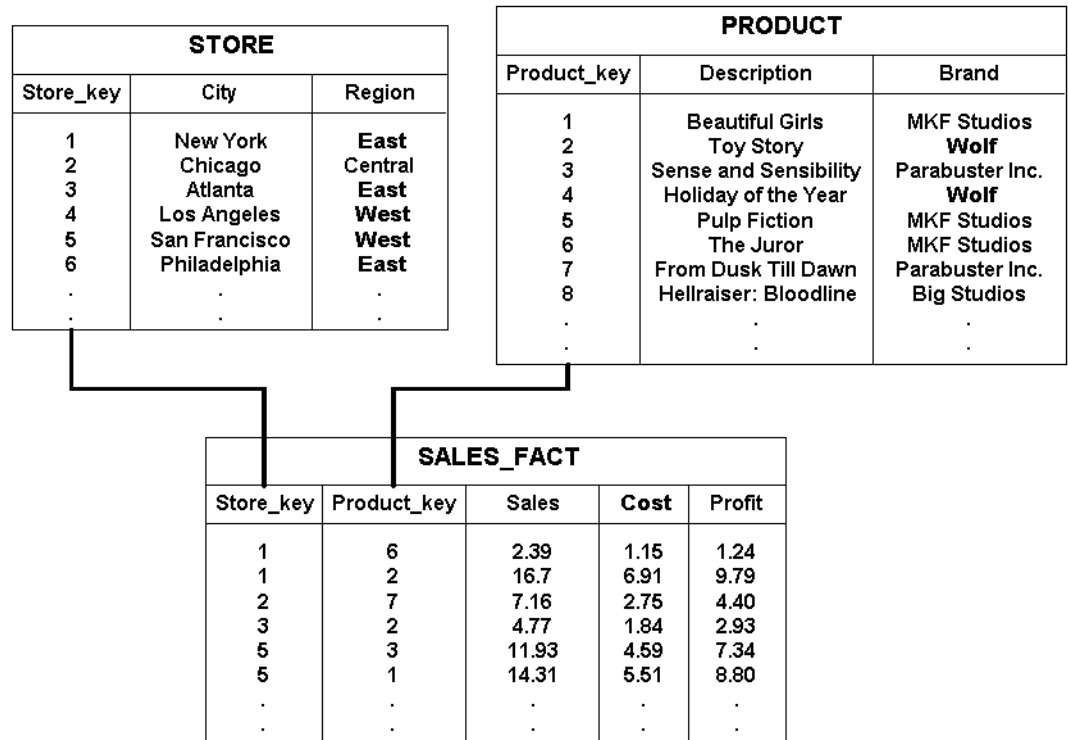 STORE
Store_key City Region
1 New York East
2 Chicago Central
3 Atlanta East
4 Los Angeles West
5 San Francisco West
6 Philadelphia East
. . .
. . .
PRODUCT
Product_key Description Brand
1 Beautiful Girls MKF Studios
2 Toy Story Wolf
3 Sense and Sensibility Parabuster Inc.
4 Holiday of the Year Wolf
5 Pulp Fiction MKF Studios
6 The Juror MKF Studios
7 From Dusk Till Dawn Parabuster Inc.
8 Hellraiser: Bloodline Big Studios
. . .
. . .
SALES_FACT
Store_key Product_key Sales Cost Profit
1 6 2.39 1.15 1.24
1 2 16.7 6.91 9.79
2 7 7.16 2.75 4.40
3 2 4.77 1.84 2.93
5 3 11.93 4.59 7.34
5 1 14.31 5.51 8.80
. . . . .
. . . . .